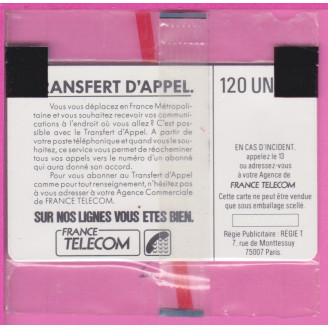 RANSFERT D'APPEL.
Vous vous déplacez en France Métropoli-
taine et vous souhaitez recevoir vos communi-
cations à l'endroit où vous allez ? C'est pos-
sible avec le Transfert d'Appel. A partir de
votre poste téléphonique et quand vous le sou-
haitez, ce service vous permet de réacheminer
tous vos appels vers le numéro d'un abonné
qui aura donné son accord.
Pour vous abonner au Transfert d'Appel
comme pour tout renseignement, n'hésitez pas
à vous adresser à votre Agence Commerciale
de FRANCE TELECOM.
SUR NOS LIGNES VOUS ETES BIEN.
FRANCE
TELECOM
120 UN
EN CAS D'INCIDENT.
appelez le 13
ou adressez-vous
à votre Agence de
FRANCE TELECOM
Cette carte ne peut être vendue
que sous emballage scellé.
Régie Publicitaire : REGIE T
7, rue de Monttessuy
75007 Paris.